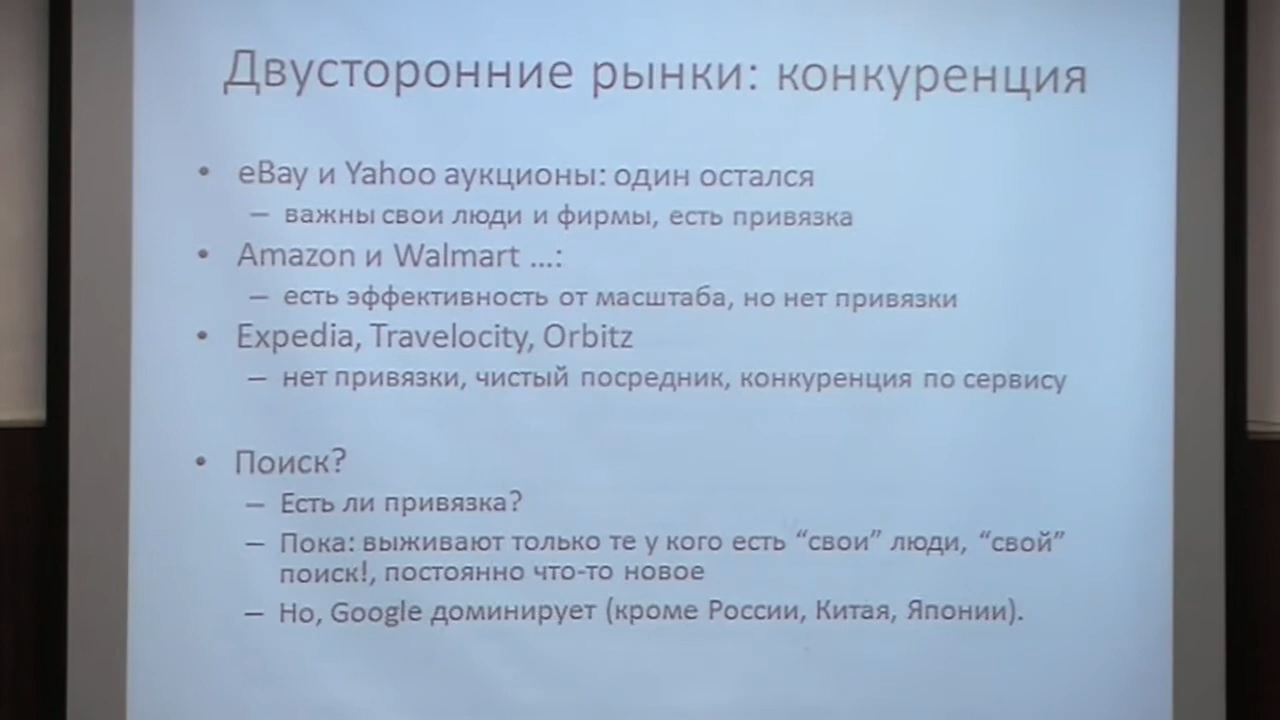 Двусторонние рынки: конкуренция
• eBay и Yahoo аукционы: один остался
– важны свои люди и фирмы, есть привязка
• Amazon и Walmart ...:
– есть эффективность от масштаба, но нет привязки
• Expedia, Travelocity, Orbitz
– нет привязки, чистый посредник, конкуренция по сервису
• Поиск?
– Есть ли привязка?
– Пока: выживают только те у кого есть “свои” люди, “свой”
поиск!, постоянно что-то новое
– Но, Google доминирует (кроме России, Китая, Японии).